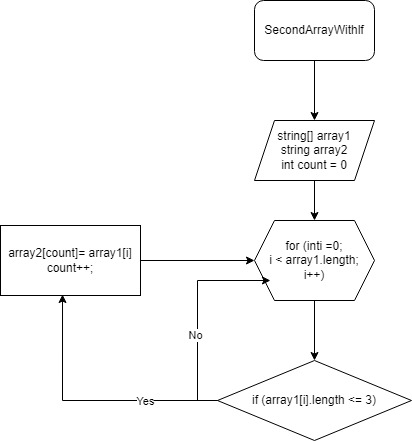 SecondArrayWithIf
string[] array1
string array2
int count = 0
for (inti =0;
i < array1.length;
i++)
array2[count]= array1[i]
count++;
No
Yes
if (array1[i].length <= 3)